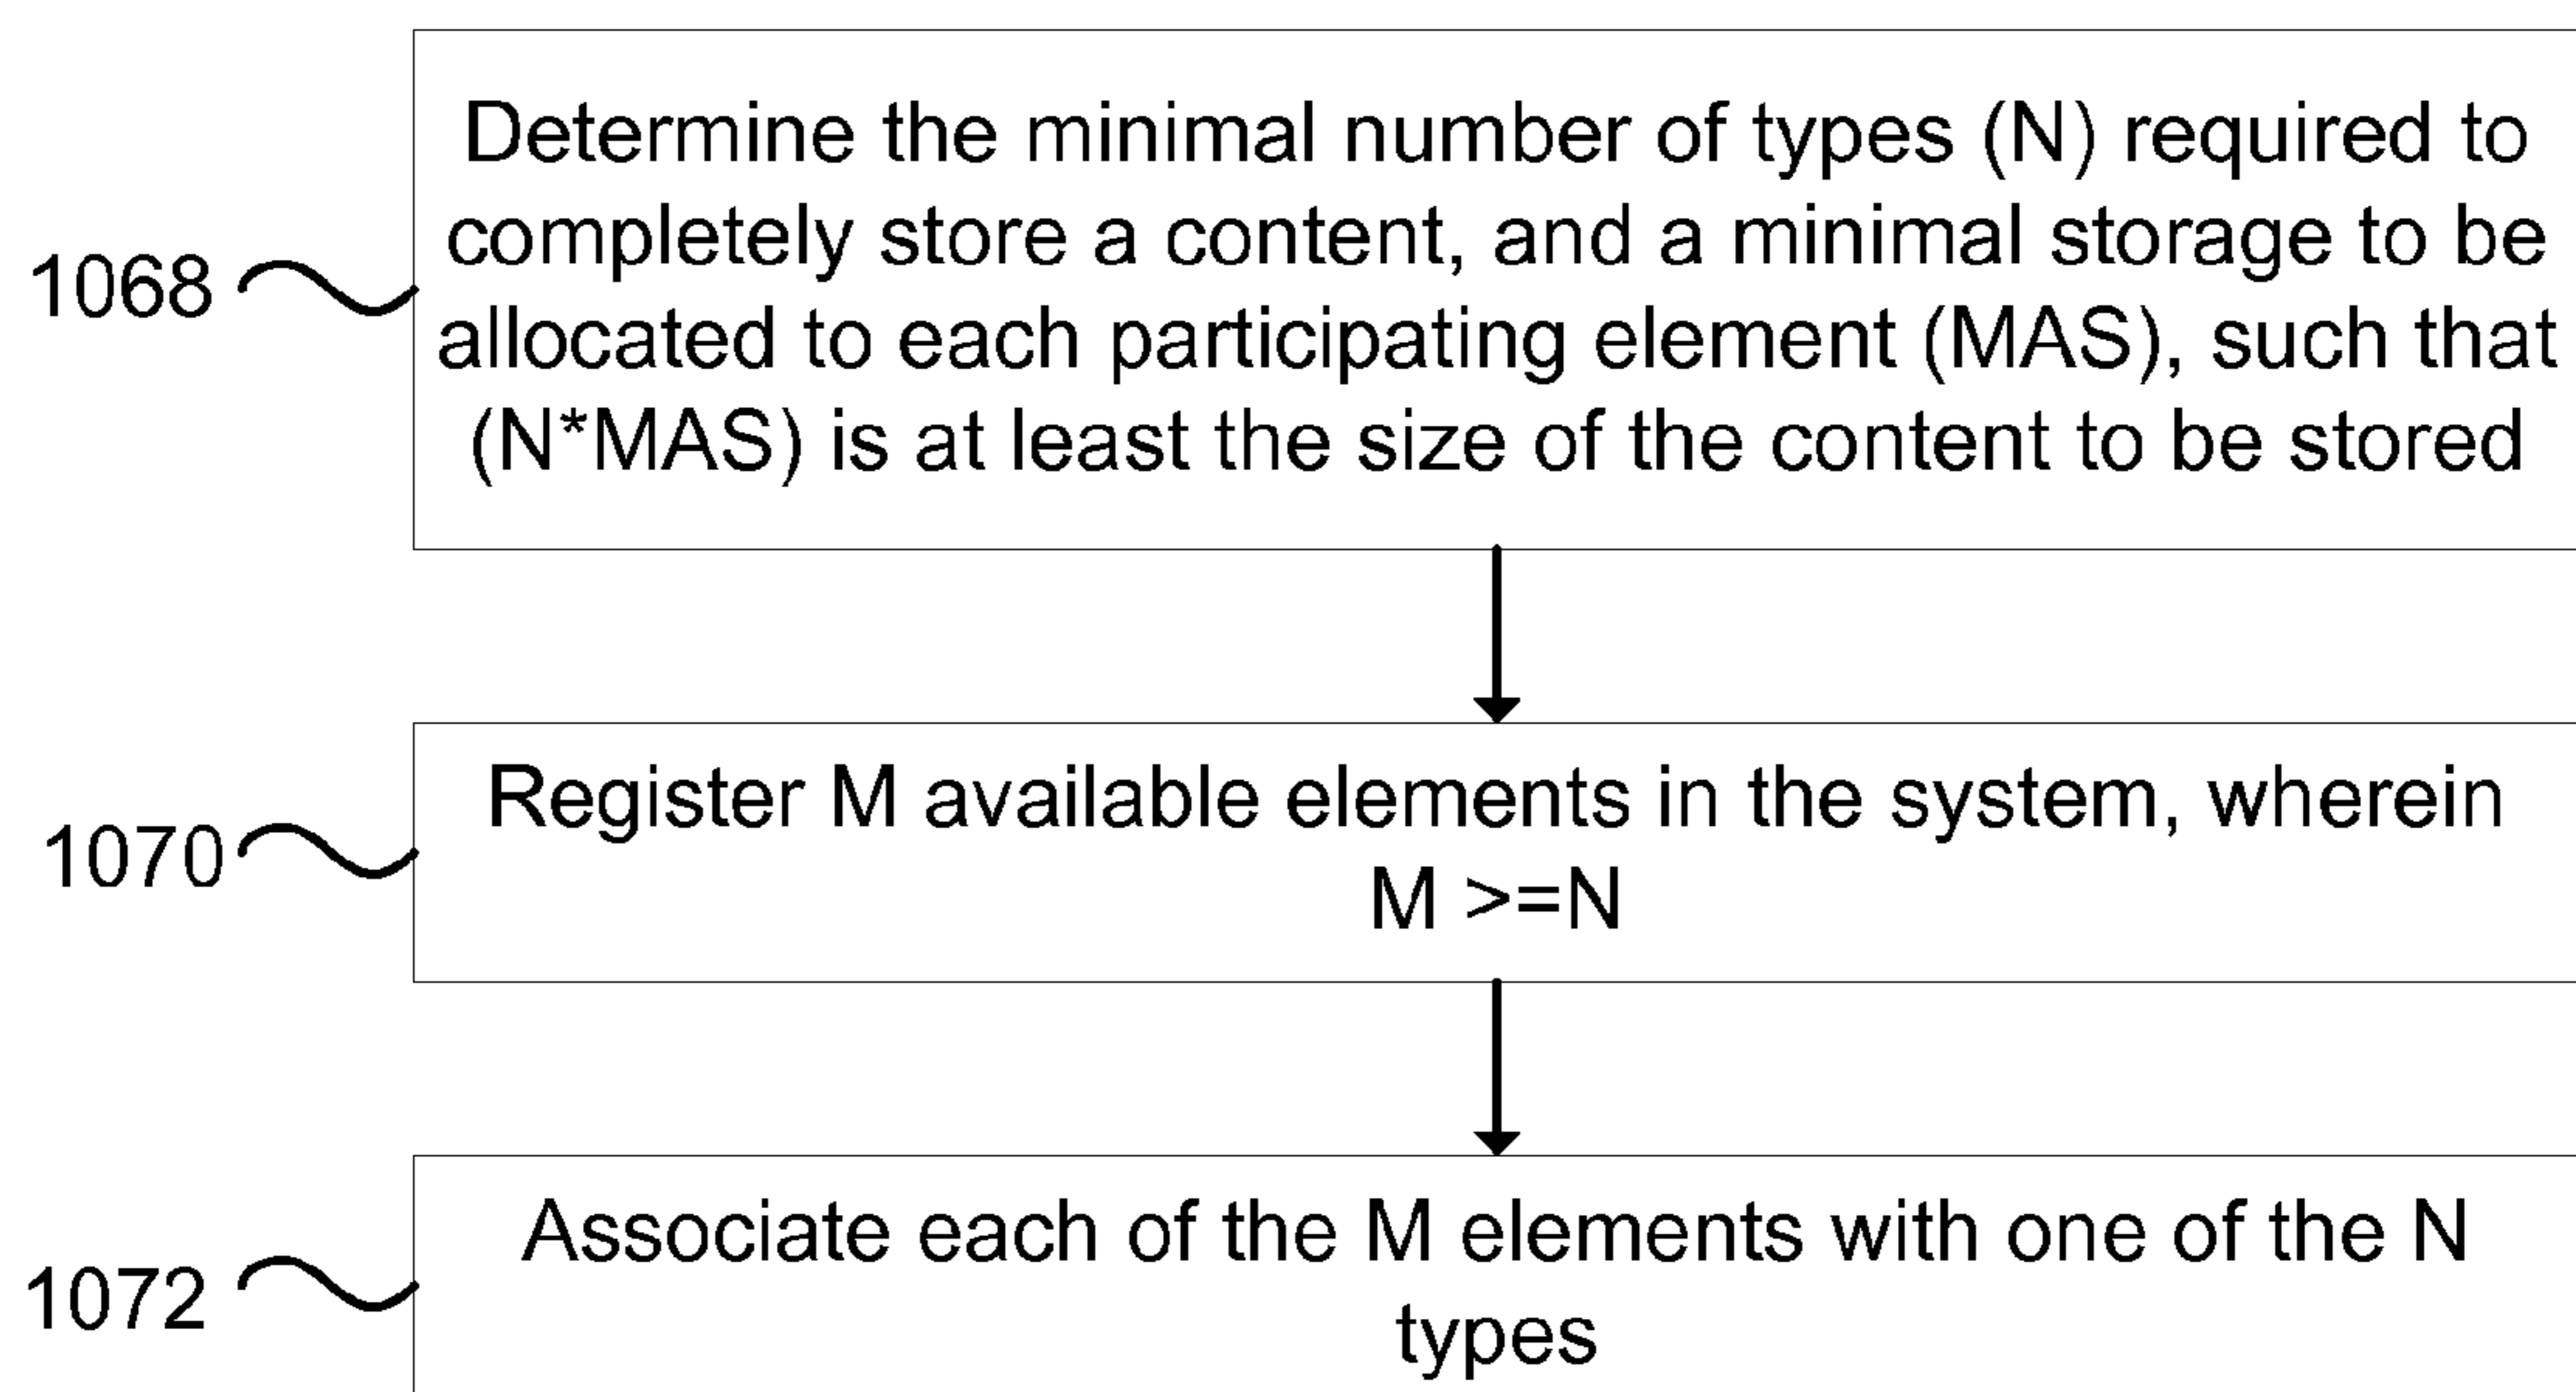 Determine the minimal number of types (N) required to
completely store a content, and a minimal storage to be
1068
allocated to each participating element (MAS), such that
(N*MAS) is at least the size of the content to be stored
Register M available elements in the system, wherein
1070
M >=N
Associate each of the M elements with one of the N
1072
types